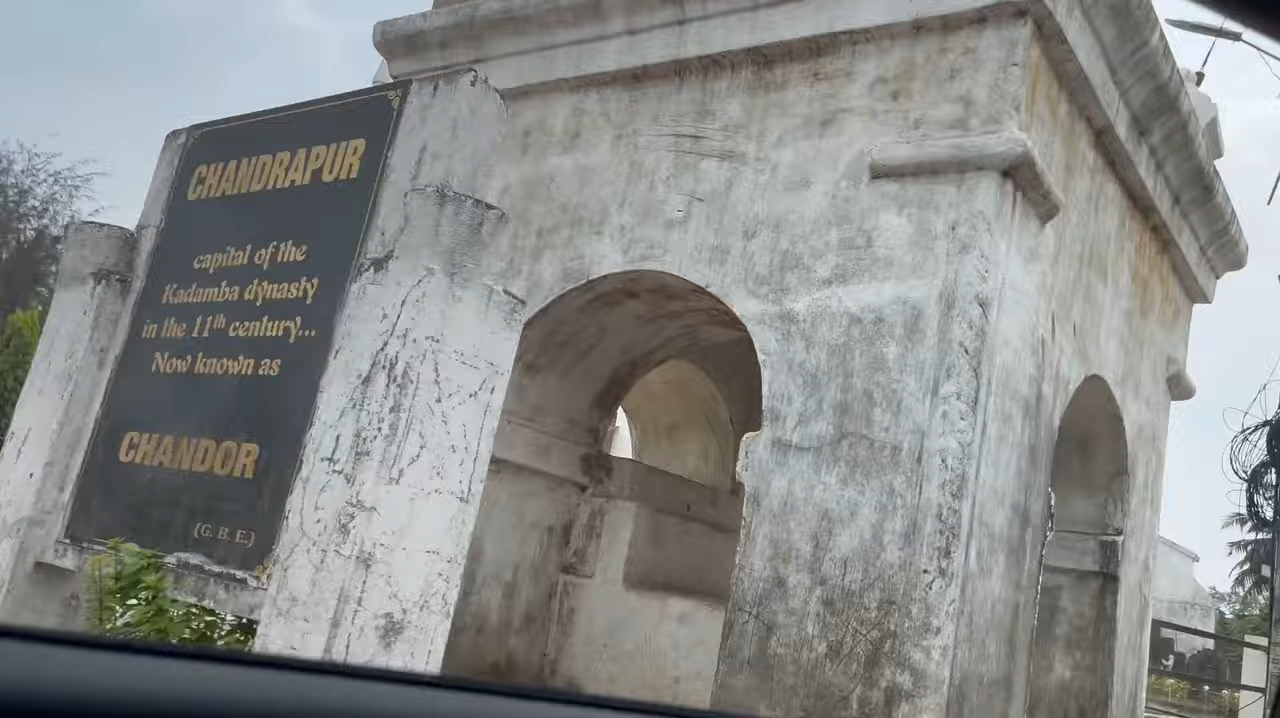 CHANDRAPUR
capital of the
Kadamba dynasty
in the 11th century...
Now known as
CHANDOR
(G. B. E.)